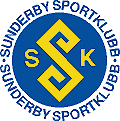 · SUNDERBY SPORTKLUBB ·
S K
SUNDERBY SPORTKLUBB